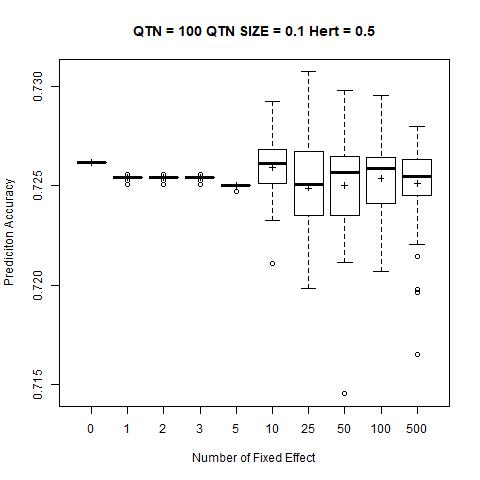 QTN = 100 QTN SIZE = 0.1 Hert = 0.5
0.730
0.725
0.720
0.715
Prediciton Accuracy
0 1 2 3 5 10 25 50 100 500
Number of Fixed Effect